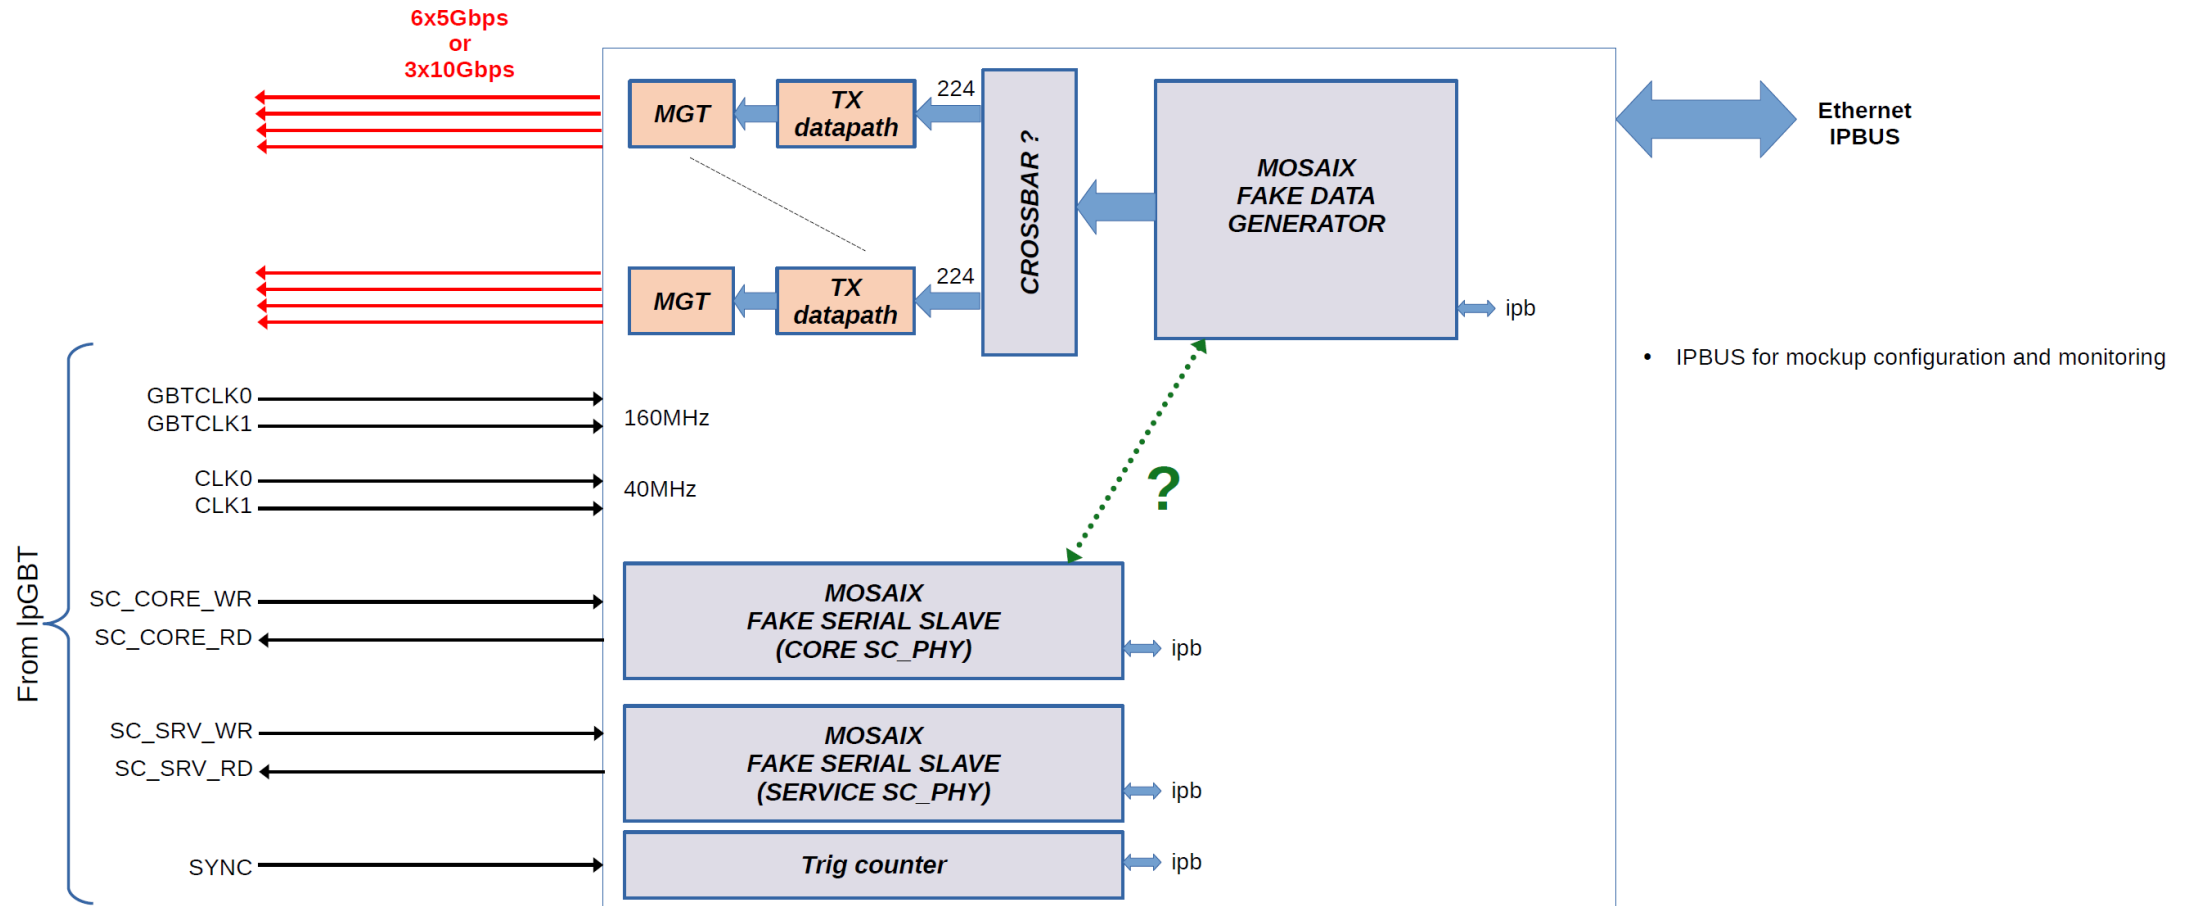 6x5Gbps
or
3x10Gbps
MGT
TX
datapath
224
CROSSBAR ?
MOSAIX
FAKE DATA
GENERATOR
Ethernet
IPBUS
MGT
TX
datapath
224
ipb
• IPBUS for mockup configuration and monitoring
From lpGBT
GBTCLK0
GBTCLK1
160MHz
CLK0
CLK1
40MHz
?
SC_CORE_WR
SC_CORE_RD
MOSAIX
FAKE SERIAL SLAVE
(CORE SC_PHY)
ipb
SC_SRV_WR
SC_SRV_RD
MOSAIX
FAKE SERIAL SLAVE
(SERVICE SC_PHY)
ipb
SYNC
Trig counter
ipb